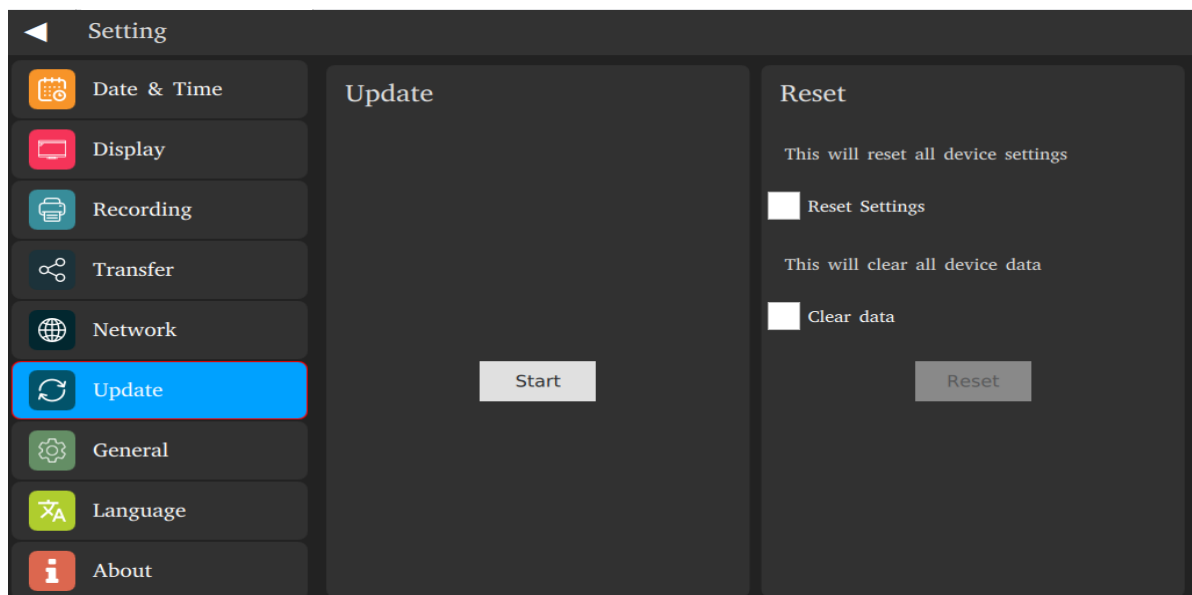 Setting
Date & Time
Display
Recording
Transfer
Network
Update
General
Language
About
Update
Start
Reset
This will reset all device settings
Reset Settings
This will clear all device data
Clear data
Reset